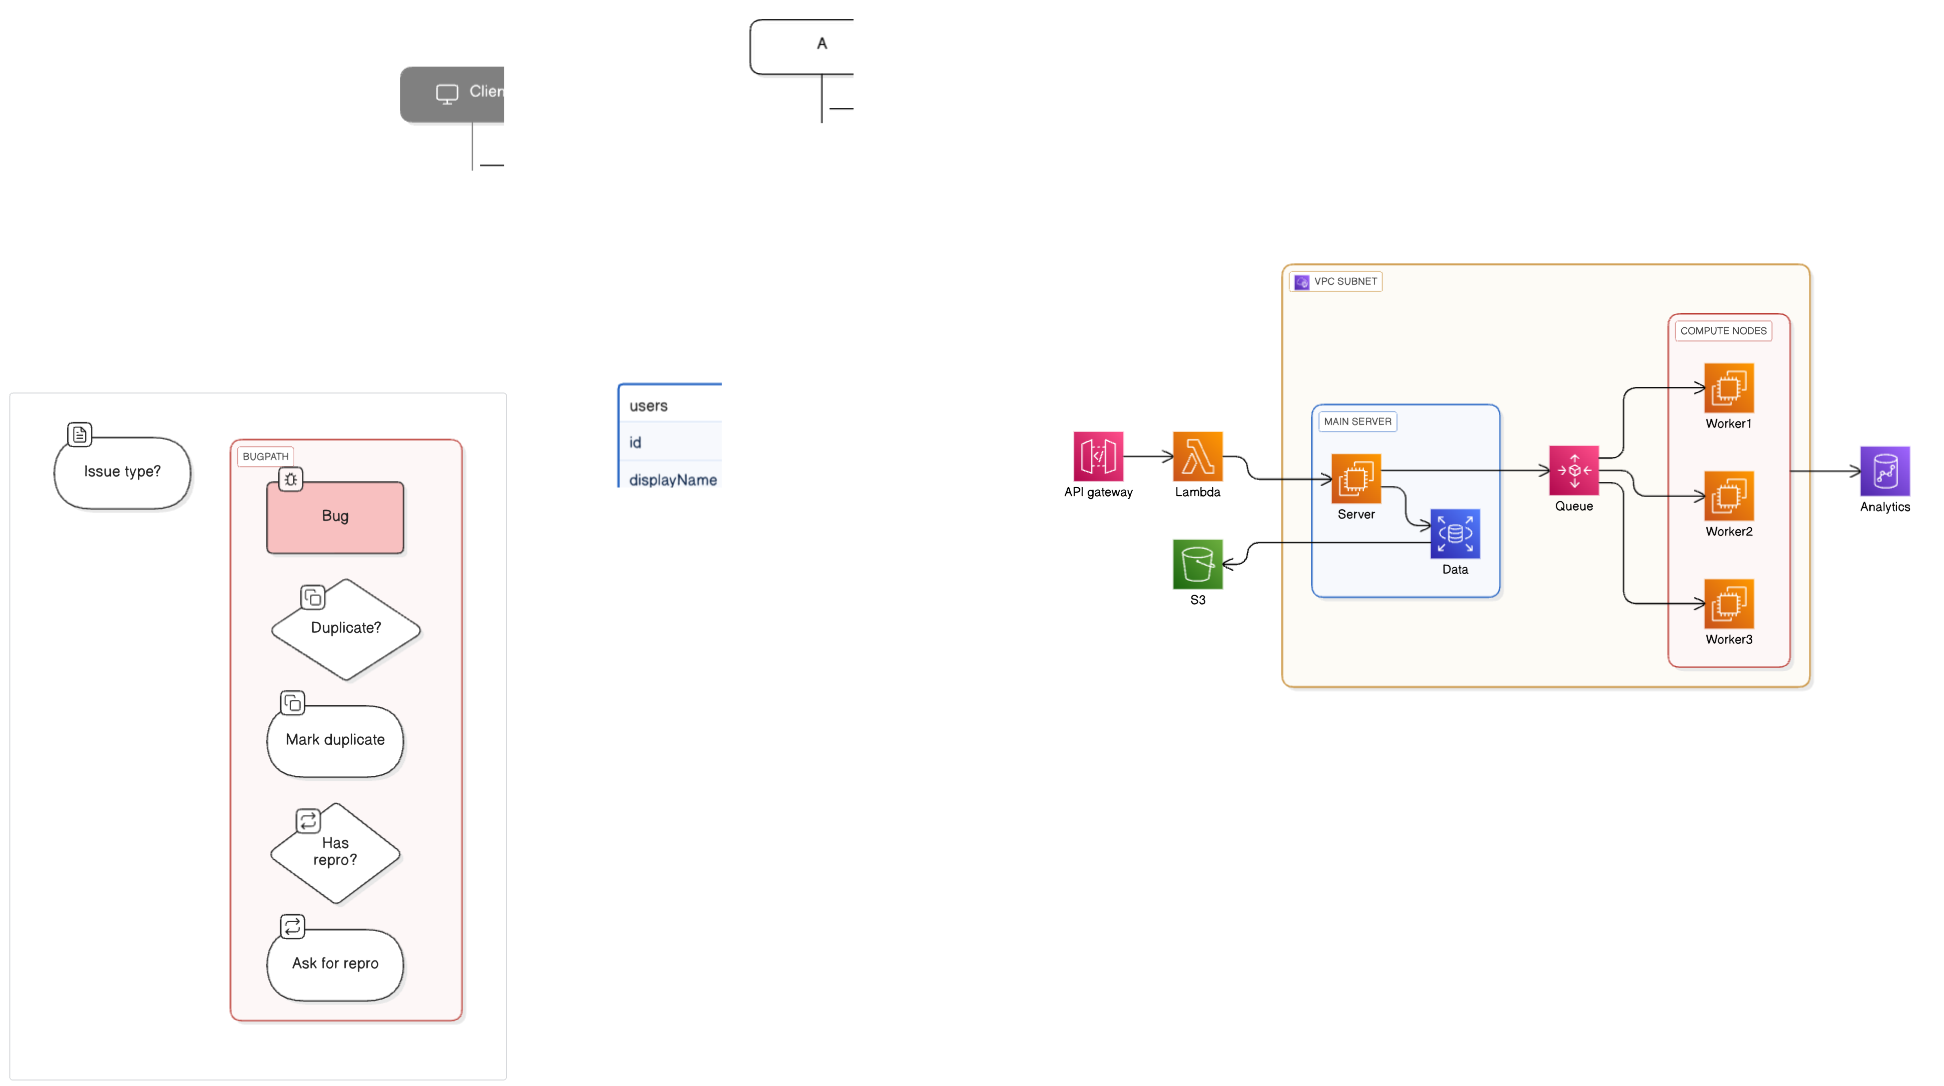 A
Clien
VPC SUBNET
COMPUTE NODES
Worker1
MAIN SERVER
API gateway
Lambda
Server
Queue
Worker2
Analytics
S3
Data
Worker3
users
id
displayName
Issue type?
BUGPATH
Bug
Duplicate?
Mark duplicate
Has
repro?
Ask for repro